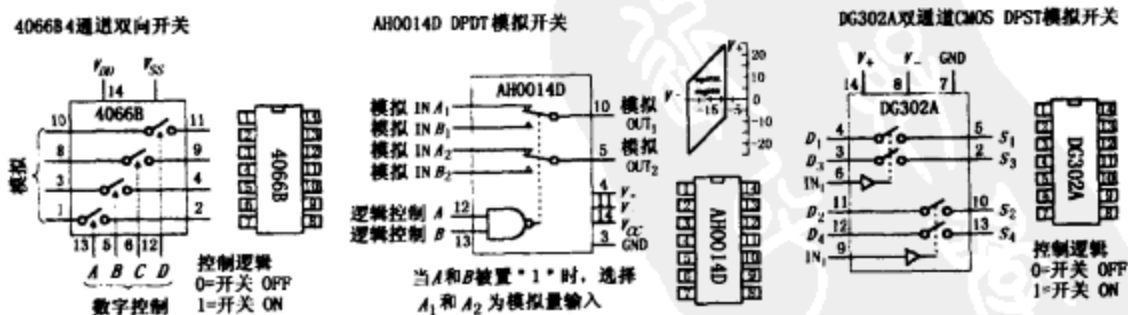 4066B4通道双向开关
V_DD
V_SS
14
4066B
10
11
8
9
3
4
1
2
模拟
13 5 6 12
A B C D
数字控制
4066B
控制逻辑
0=开关 OFF
1=开关 ON
AH0014D DPDT模拟开关
AH0014D
模拟 IN A₁
模拟 IN B₁
模拟 IN A₂
模拟 IN B₂
10 模拟
OUT₁
5 模拟
OUT₂
逻辑控制 A 12
逻辑控制 B 13
4
14 V_CC
3 GND
当A和B被置"1"时,选择
A₁和A₂为模拟量输入
V+
V-
20
10
0
-10
-20
-15
5
AH0014D
DG302A双通道CMOS DPST模拟开关
V+ V- GND
14 8 7
DG302A
D₁ 4
5 S₁
D₃ 3
2 S₃
IN₁ 6
D₂ 11
10 S₂
D₄ 12
13 S₄
IN₁ 9
DG302A
控制逻辑
0=开关 OFF
1=开关 ON